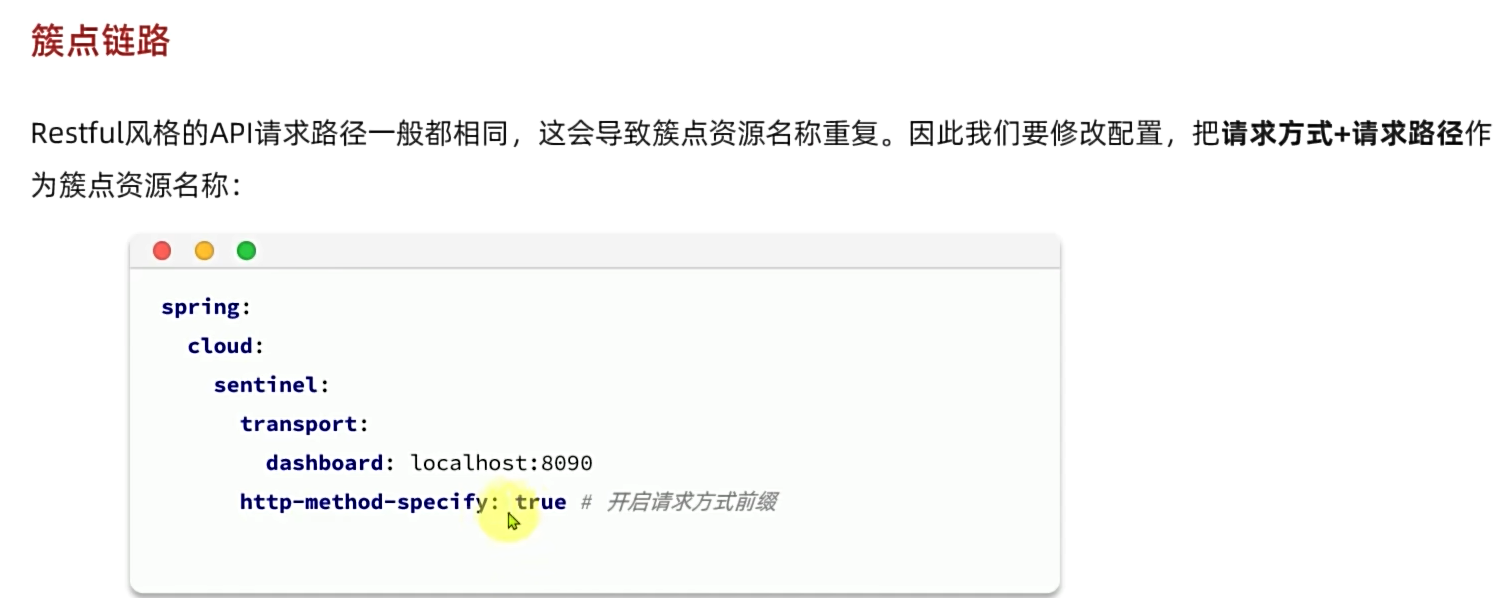 簇点链路
Restful风格的API请求路径一般都相同，这会导致簇点资源名称重复。因此我们要修改配置，把请求方式+请求路径作
为簇点资源名称：
spring:
  cloud:
    sentinel:
      transport:
        dashboard: localhost:8090
      http-method-specify: true # 开启请求方式前缀